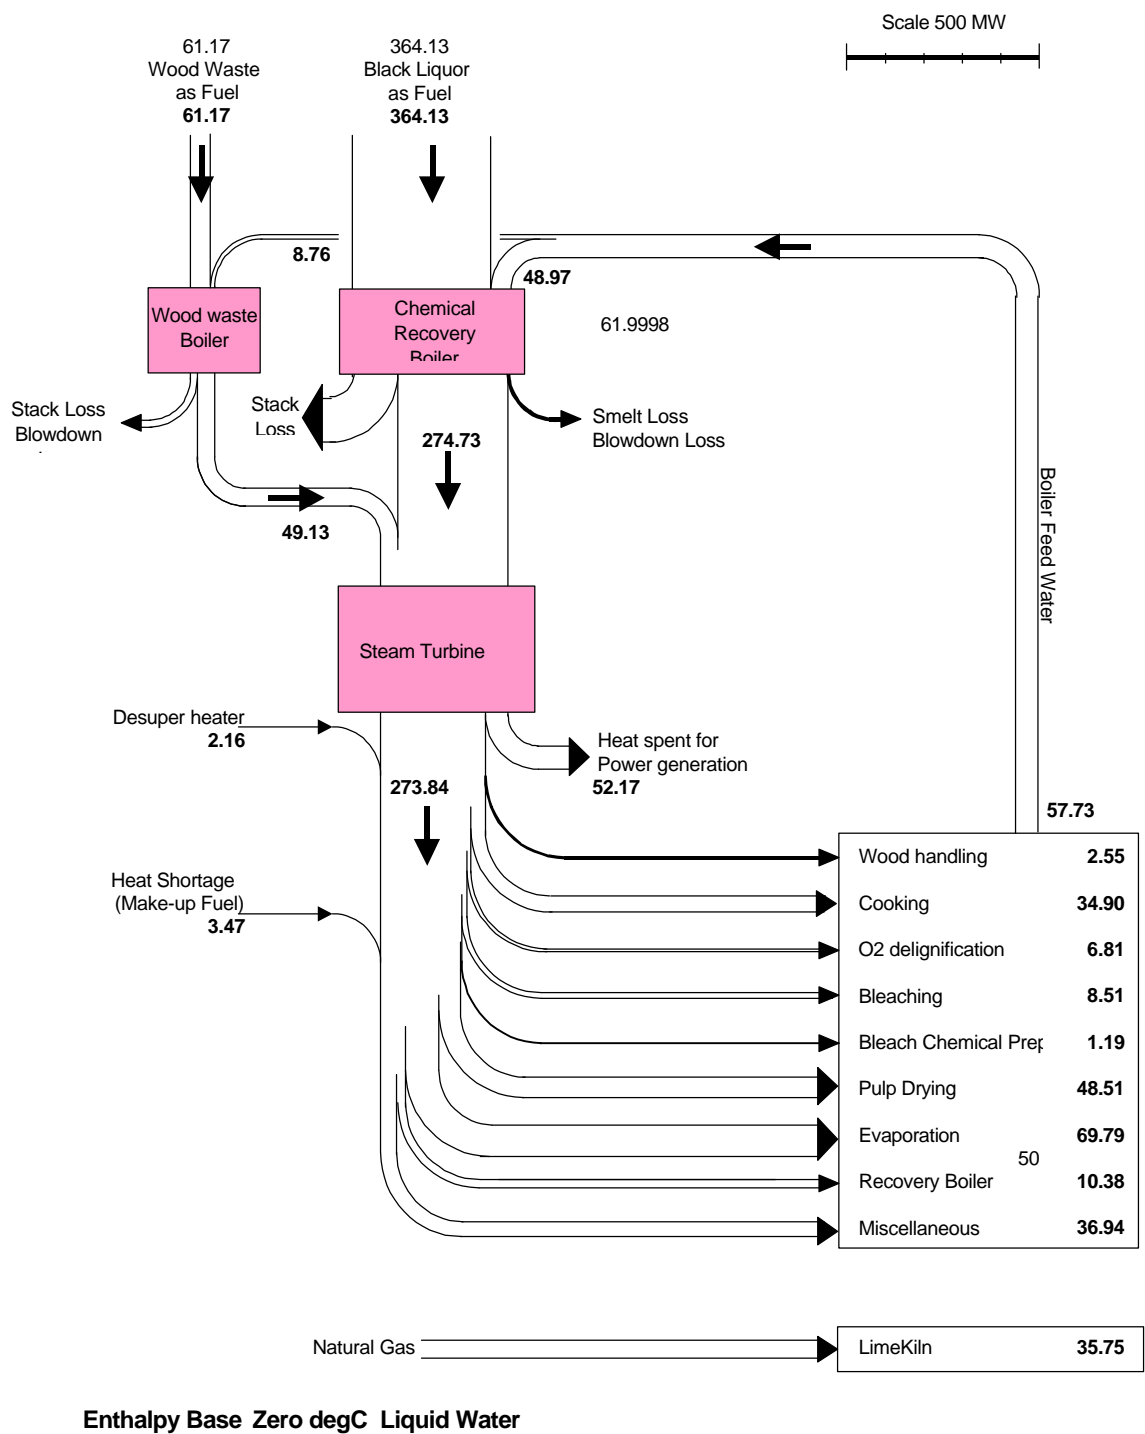 Scale 500 MW
61.17
Wood Waste
as Fuel
61.17
364.13
Black Liquor
as Fuel
364.13
8.76
48.97
Wood waste
Boiler
Chemical
Recovery
Boiler
61.9998
Stack Loss
Blowdown
Stack
Loss
Smelt Loss
Blowdown Loss
274.73
49.13
Boiler Feed Water
Steam Turbine
Desuper heater
2.16
Heat spent for
Power generation
52.17
273.84
57.73
Heat Shortage
(Make-up Fuel)
3.47
Wood handling 2.55
Cooking 34.90
O2 delignification 6.81
Bleaching 8.51
Bleach Chemical Prep 1.19
Pulp Drying 48.51
Evaporation 69.79
50
Recovery Boiler 10.38
Miscellaneous 36.94
Natural Gas
LimeKiln 35.75
Enthalpy Base Zero degC Liquid Water